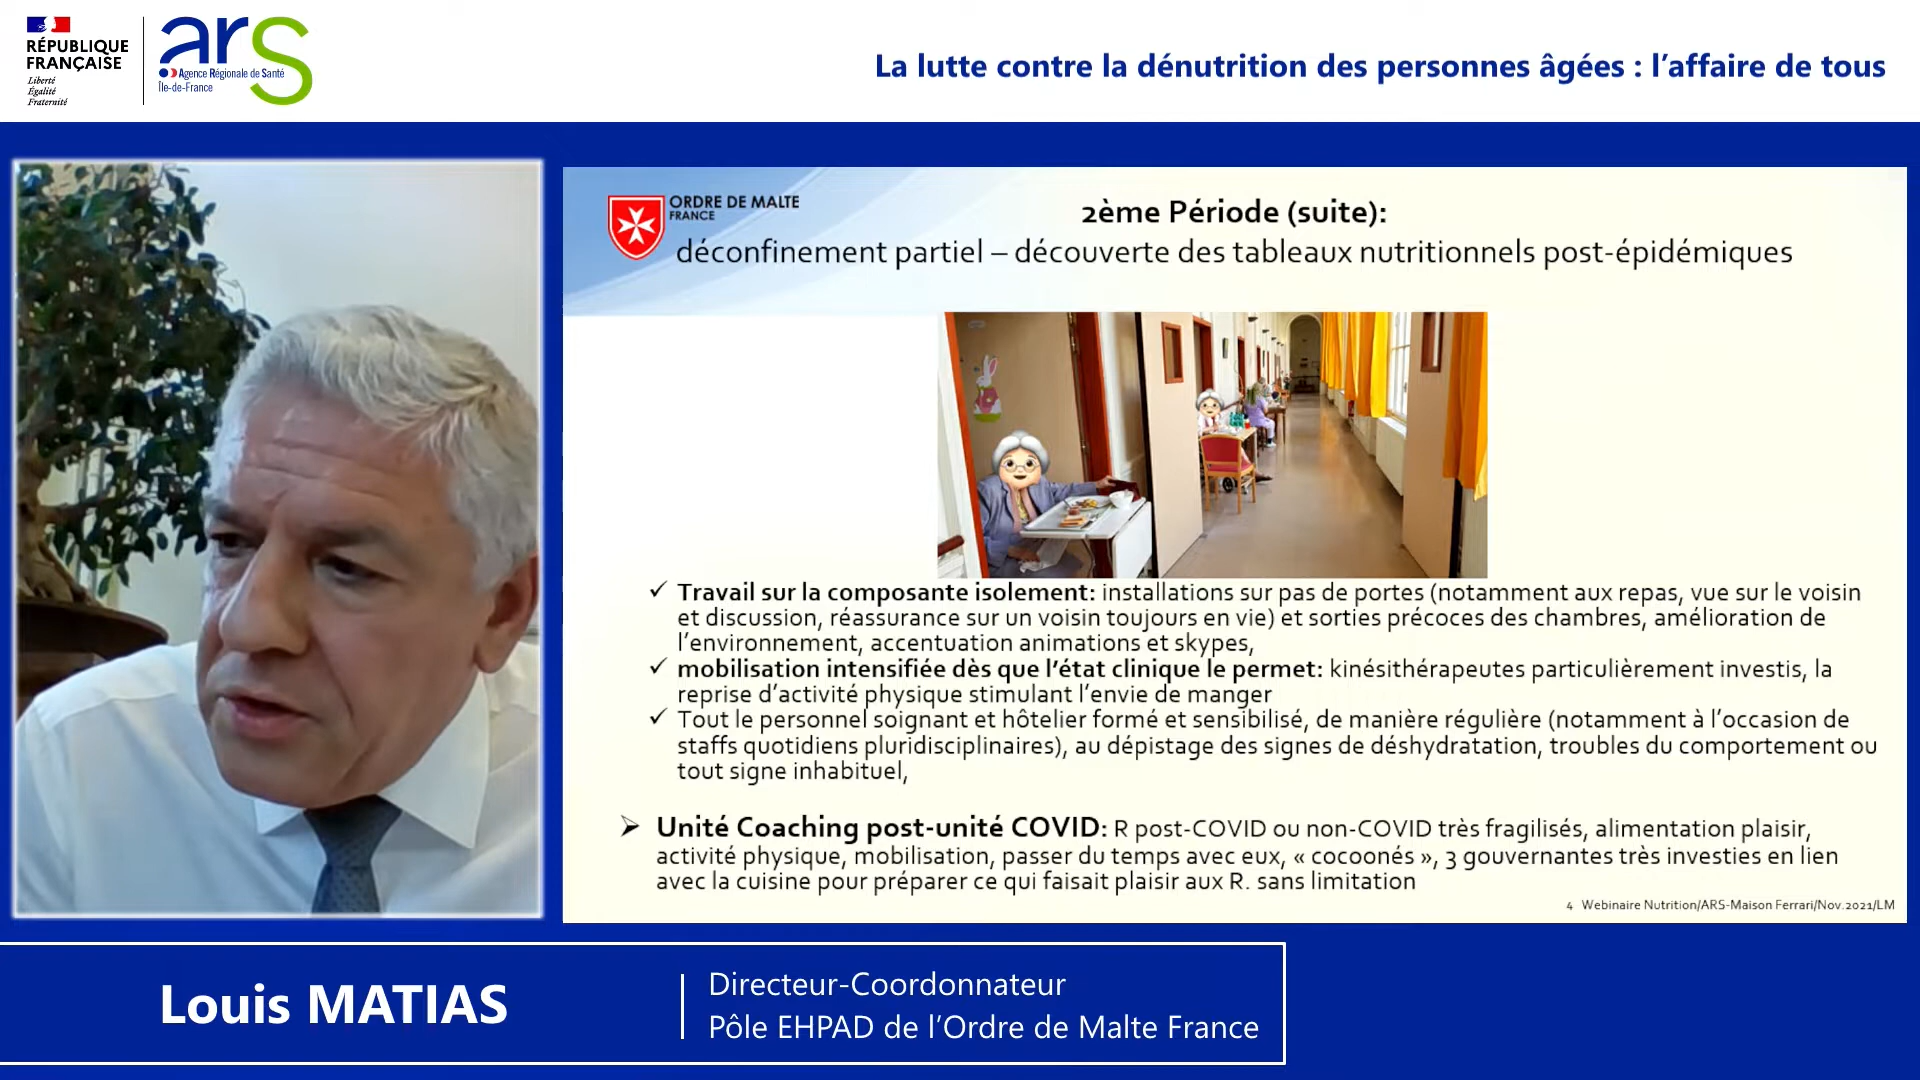 RÉPUBLIQUE
FRANÇAISE
Liberté
Égalité
Fraternité
ars
Agence Régionale de Santé
Île-de-France
La lutte contre la dénutrition des personnes âgées : l’affaire de tous
ORDRE DE MALTE
FRANCE
2ème Période (suite):
déconfinement partiel – découverte des tableaux nutritionnels post-épidémiques
✓ Travail sur la composante isolement: installations sur pas de portes (notamment aux repas, vue sur le voisin
et discussion, réassurance sur un voisin toujours en vie) et sorties précoces des chambres, amélioration de
l’environnement, accentuation animations et skypes,
✓ mobilisation intensifiée dès que l’état clinique le permet: kinésithérapeutes particulièrement investis, la
reprise d’activité physique stimulant l’envie de manger
✓ Tout le personnel soignant et hôtelier formé et sensibilisé, de manière régulière (notamment à l’occasion de
staffs quotidiens pluridisciplinaires), au dépistage des signes de déshydratation, troubles du comportement ou
tout signe inhabituel,
➢ Unité Coaching post-unité COVID: R post-COVID ou non-COVID très fragilisés, alimentation plaisir,
activité physique, mobilisation, passer du temps avec eux, « cocoonés », 3 gouvernantes très investies en lien
avec la cuisine pour préparer ce qui faisait plaisir aux R. sans limitation
4 Webinaire Nutrition/ARS-Maison Ferrari/Nov.2021/LM
Louis MATIAS
Directeur-Coordonnateur
Pôle EHPAD de l’Ordre de Malte France